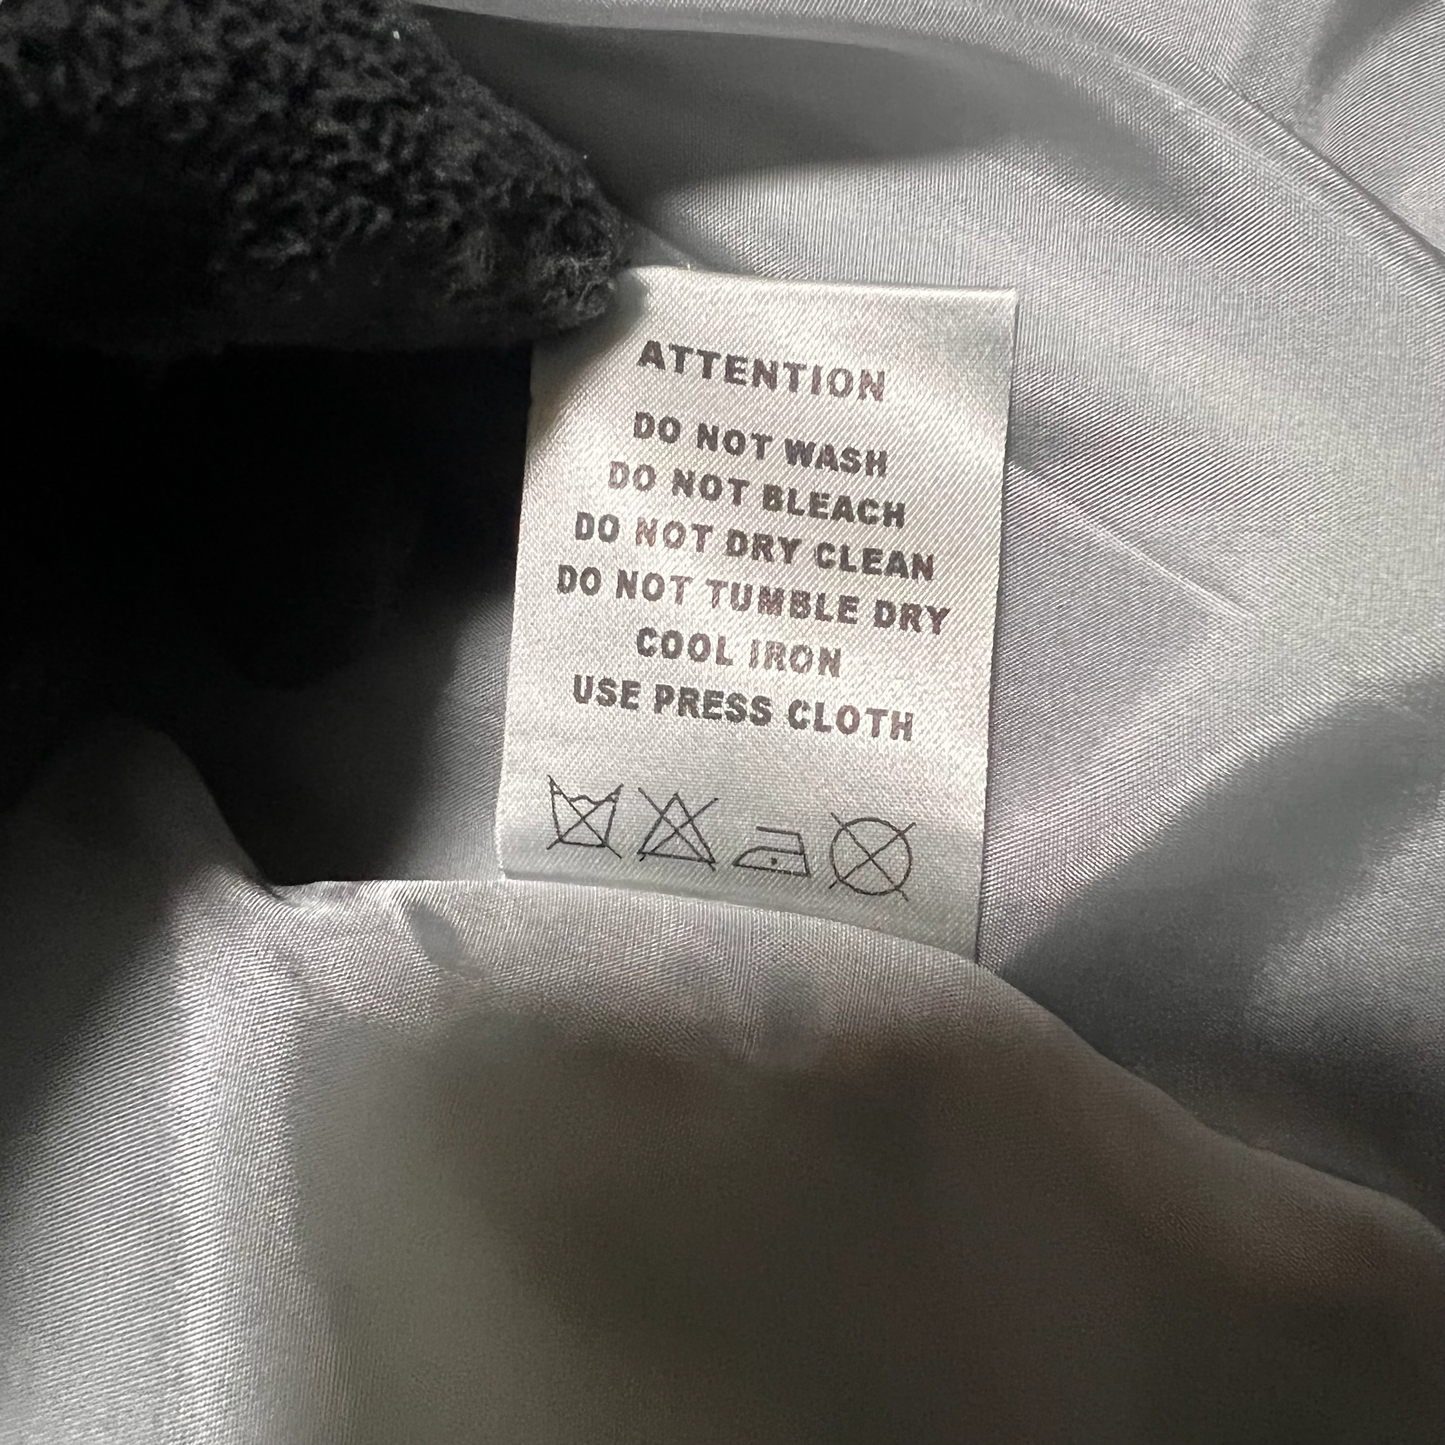 ATTENTION
DO NOT WASH
DO NOT BLEACH
DO NOT DRY CLEAN
DO NOT TUMBLE DRY
COOL IRON
USE PRESS CLOTH